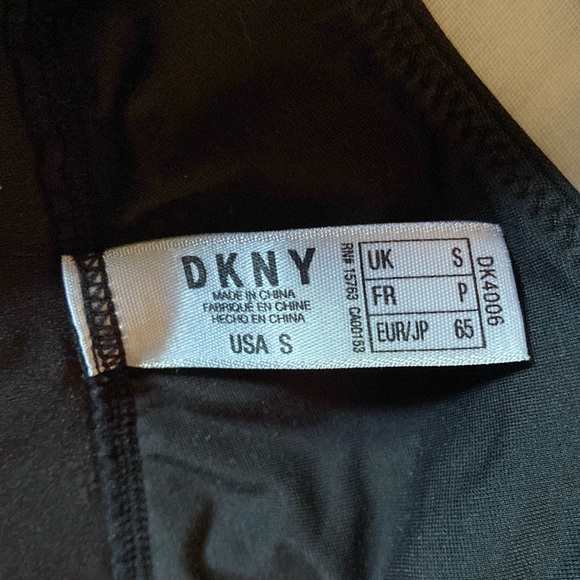 DKNY
MADE IN CHINA
FABRIQUÉ EN CHINE
HECHO EN CHINA
USA S
RN# 15763 CA00153
UK S
FR P
EUR/JP 65
DK4006